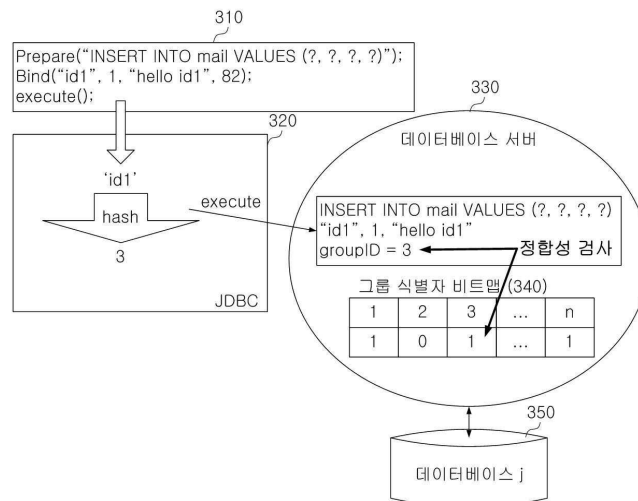 310
Prepare("INSERT INTO mail VALUES (?, ?, ?, ?)");
Bind("id1", 1, "hello id1", 82);
execute();
320
'id1'
hash
3
JDBC
execute
330
데이터베이스 서버
INSERT INTO mail VALUES (?, ?, ?, ?)
"id1", 1, "hello id1"
groupID = 3
정합성 검사
그룹 식별자 비트맵 (340)
1 2 3 ... n
1 0 1 ... 1
350
데이터베이스 j